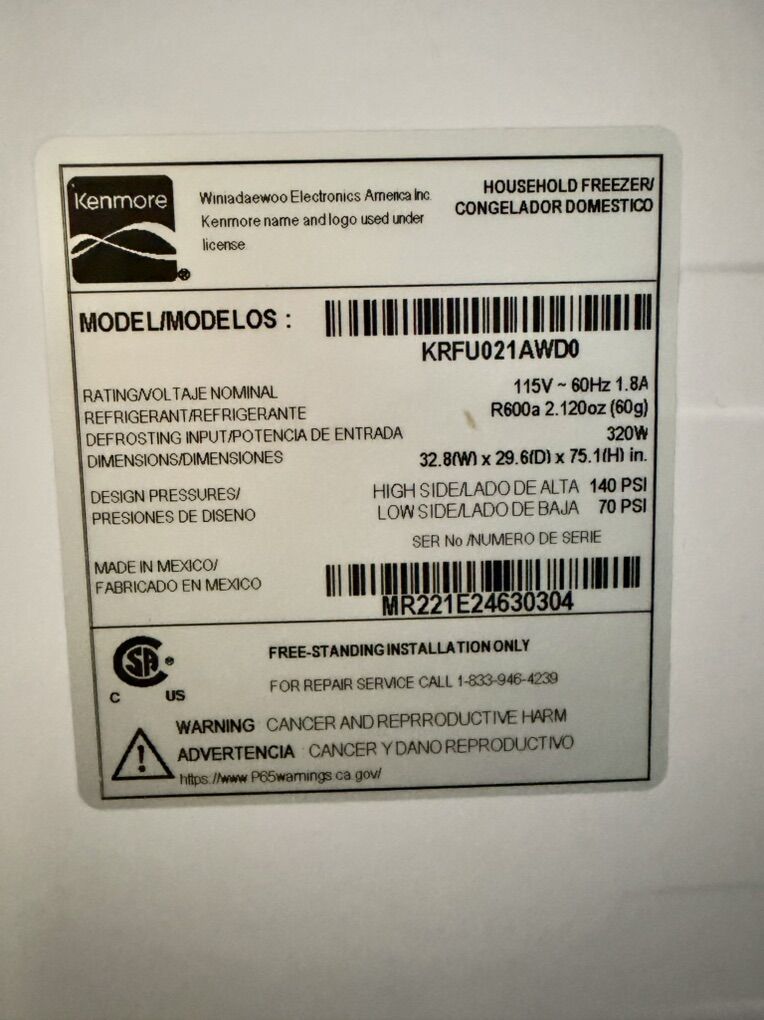 Kenmore
Winiadaewoo Electronics America Inc.
Kenmore name and logo used under
license
HOUSEHOLD FREEZER/
CONGELADOR DOMESTICO
MODEL/MODELOS :
KRFU021AWD0
RATING/VOLTAJE NOMINAL 115V ~ 60Hz 1.8A
REFRIGERANT/REFRIGERANTE R600a 2.120oz (60g)
DEFROSTING INPUT/POTENCIA DE ENTRADA 320W
DIMENSIONS/DIMENSIONES 32.8(W) x 29.6(D) x 75.1(H) in.
DESIGN PRESSURES/ HIGH SIDE/LADO DE ALTA 140 PSI
PRESIONES DE DISENO LOW SIDE/LADO DE BAJA 70 PSI
SER No /NUMERO DE SERIE
MADE IN MEXICO/
FABRICADO EN MEXICO
MR221E24630304
SA ®
C US
FREE-STANDING INSTALLATION ONLY
FOR REPAIR SERVICE CALL 1-833-946-4239
WARNING CANCER AND REPRRODUCTIVE HARM
ADVERTENCIA CANCER Y DANO REPRODUCTIVO
https://www P65warnings ca.gov/